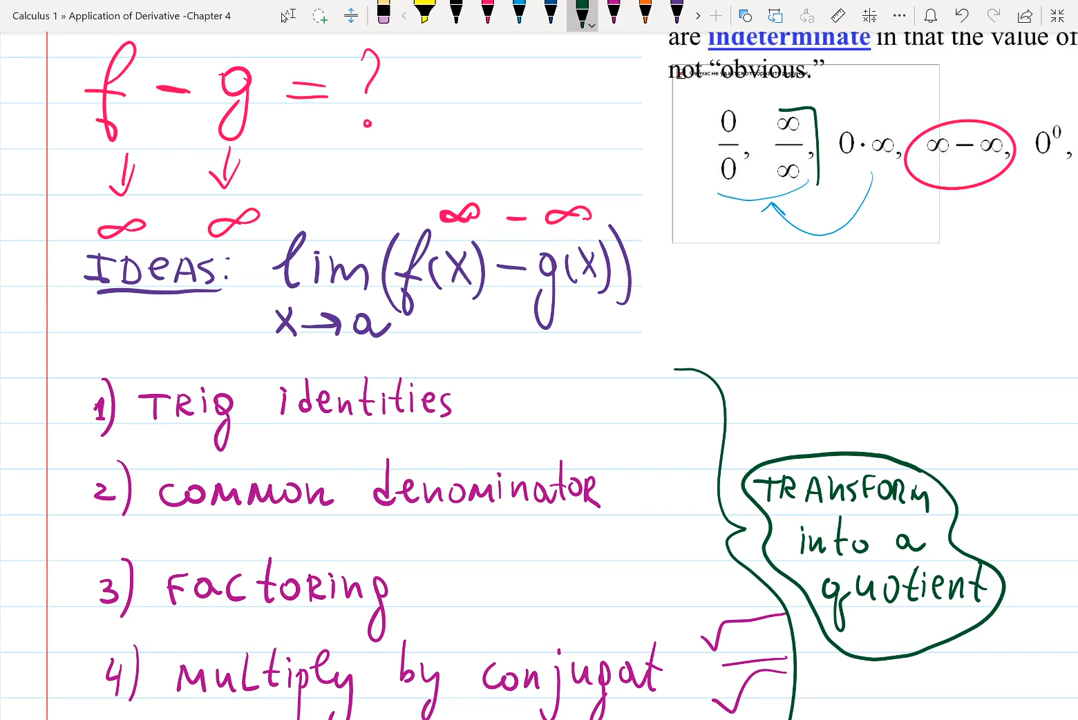 Calculus 1 » Application of Derivative -Chapter 4
are indeterminate in that the value of
not “obvious.”
f - g = ?
↓ ↓
∞ ∞
0/0, ∞/∞, 0·∞, ∞ − ∞, 0⁰,
∞ - ∞
IDEAS: lim (f(x) - g(x))
x→a
1) TRIG identities
2) common denominator
3) Factoring
4) multiply by conjugat
√
√
TRANSFORM
into a
quotient